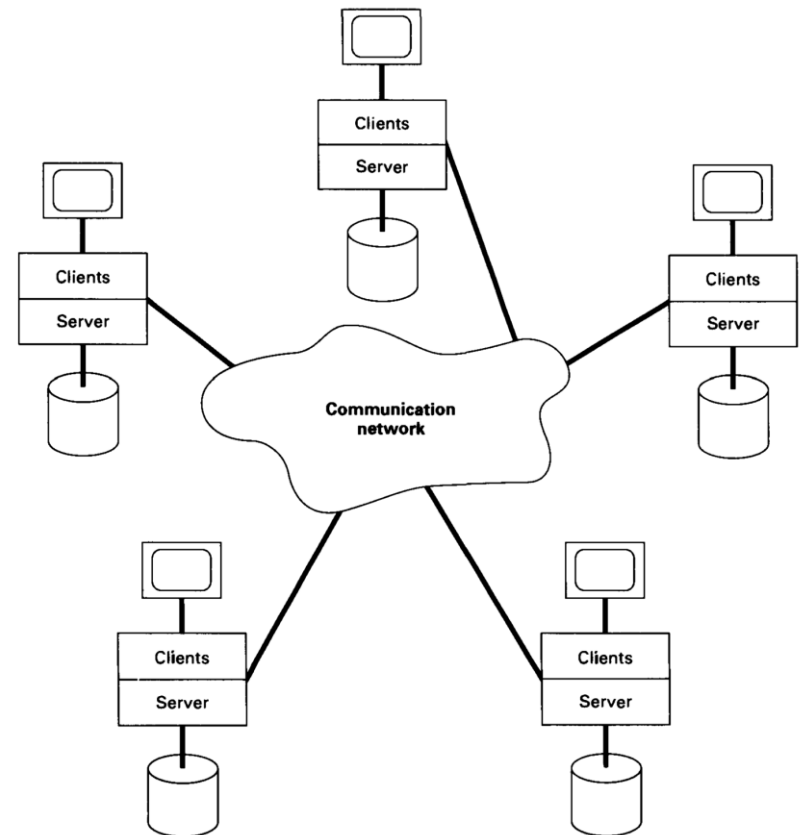 Clients
Server
Clients
Server
Clients
Server
Communication
network
Clients
Server
Clients
Server